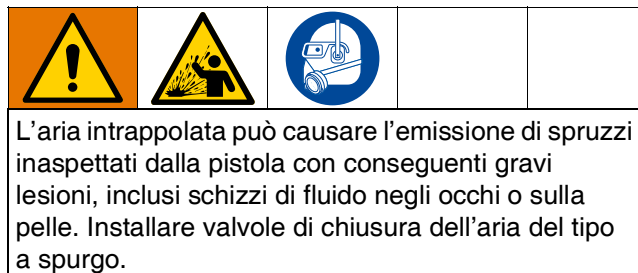 L’aria intrappolata può causare l’emissione di spruzzi
inaspettati dalla pistola con conseguenti gravi
lesioni, inclusi schizzi di fluido negli occhi o sulla
pelle. Installare valvole di chiusura dell’aria del tipo
a spurgo.